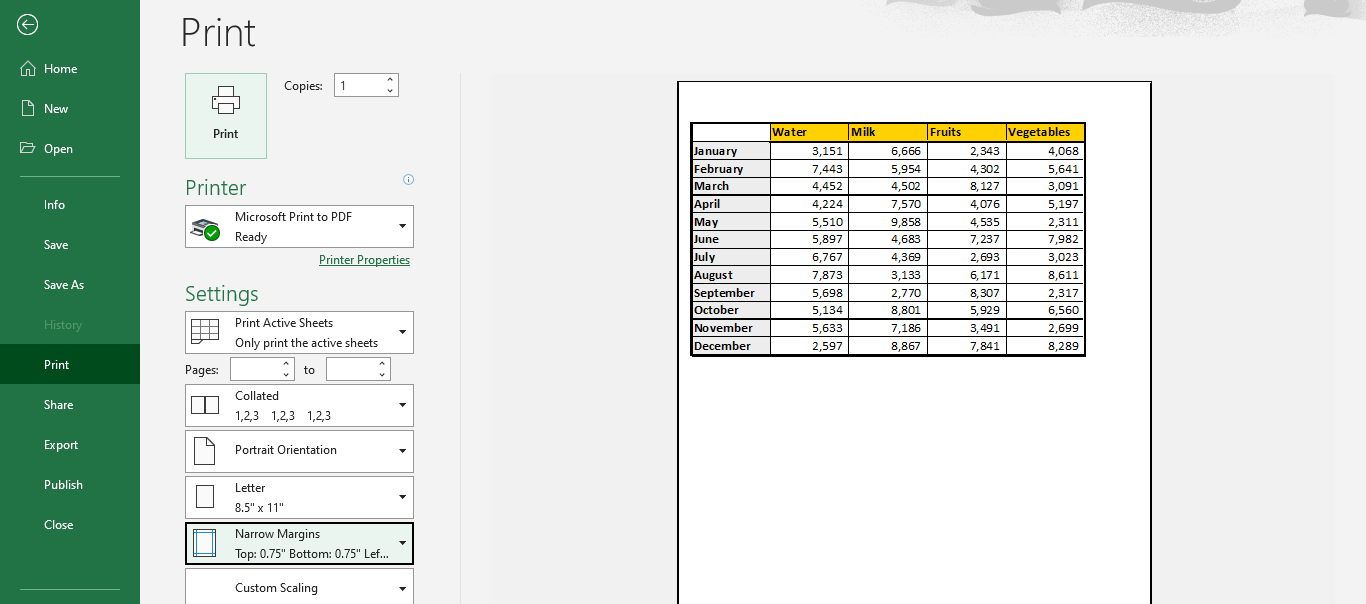 Print
Home
New
Open
Info
Save
Save As
History
Print
Share
Export
Publish
Close
Print
Copies: 1
Printer
Microsoft Print to PDF
Ready
Printer Properties
Settings
Print Active Sheets
Only print the active sheets
Pages: to
Collated
1,2,3 1,2,3 1,2,3
Portrait Orientation
Letter
8.5" x 11"
Narrow Margins
Top: 0.75" Bottom: 0.75" Lef...
Custom Scaling
Water Milk Fruits Vegetables
January 3,151 6,666 2,343 4,068
February 7,443 5,954 4,302 5,641
March 4,452 4,502 8,127 3,091
April 4,224 7,570 4,076 5,197
May 5,510 9,858 4,535 2,311
June 5,897 4,683 7,237 7,982
July 6,767 4,369 2,693 3,023
August 7,873 3,133 6,171 8,611
September 5,698 2,770 8,307 2,317
October 5,134 8,801 5,929 6,560
November 5,633 7,186 3,491 2,699
December 2,597 8,867 7,841 8,289